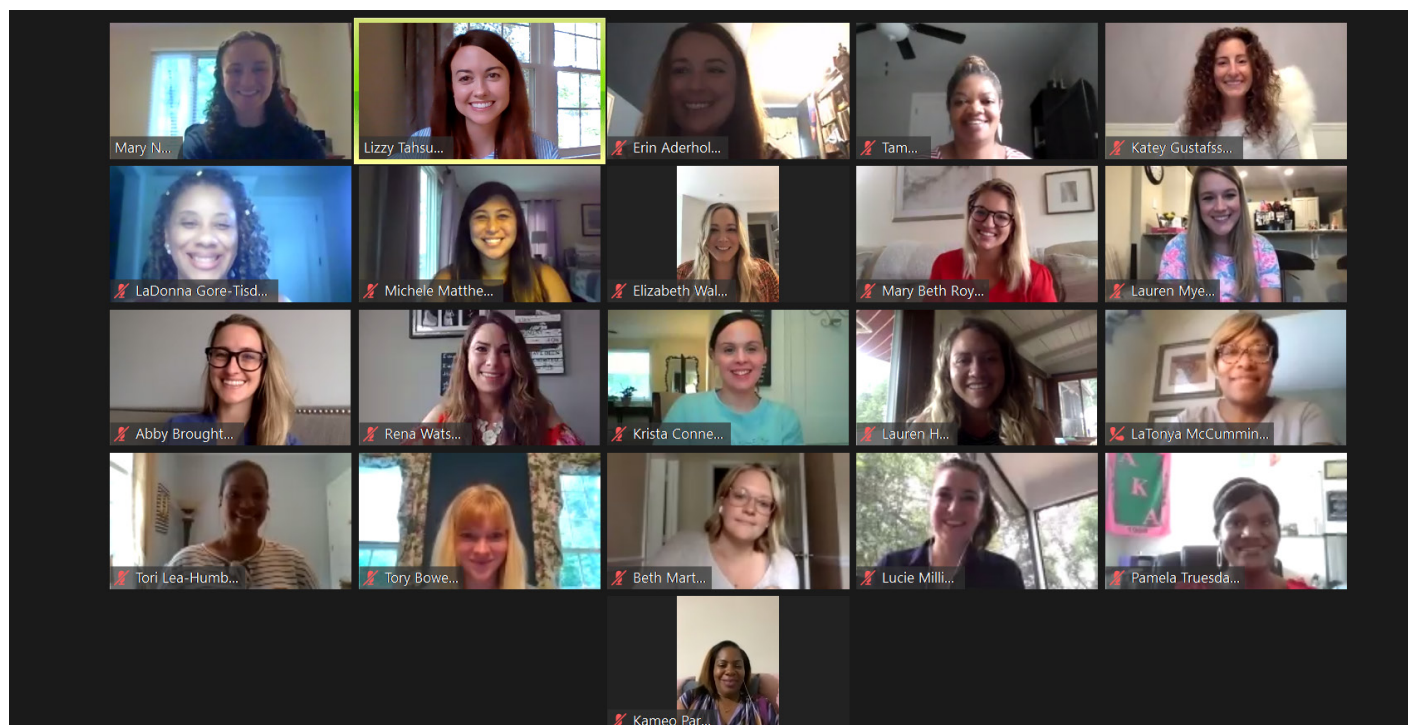 Mary N...
Lizzy Tahsu...
Erin Aderhol...
Tam...
Katey Gustafss...
LaDonna Gore-Tisd...
Michele Matthe...
Elizabeth Wal...
Mary Beth Roy...
Lauren Mye...
Abby Brought...
Rena Wats...
Krista Conne...
Lauren H...
LaTonya McCummin...
Tori Lea-Humb...
Tory Bowe...
Beth Mart...
Lucie Milli...
A
K
A
Pamela Truesda...
Kameo Par...